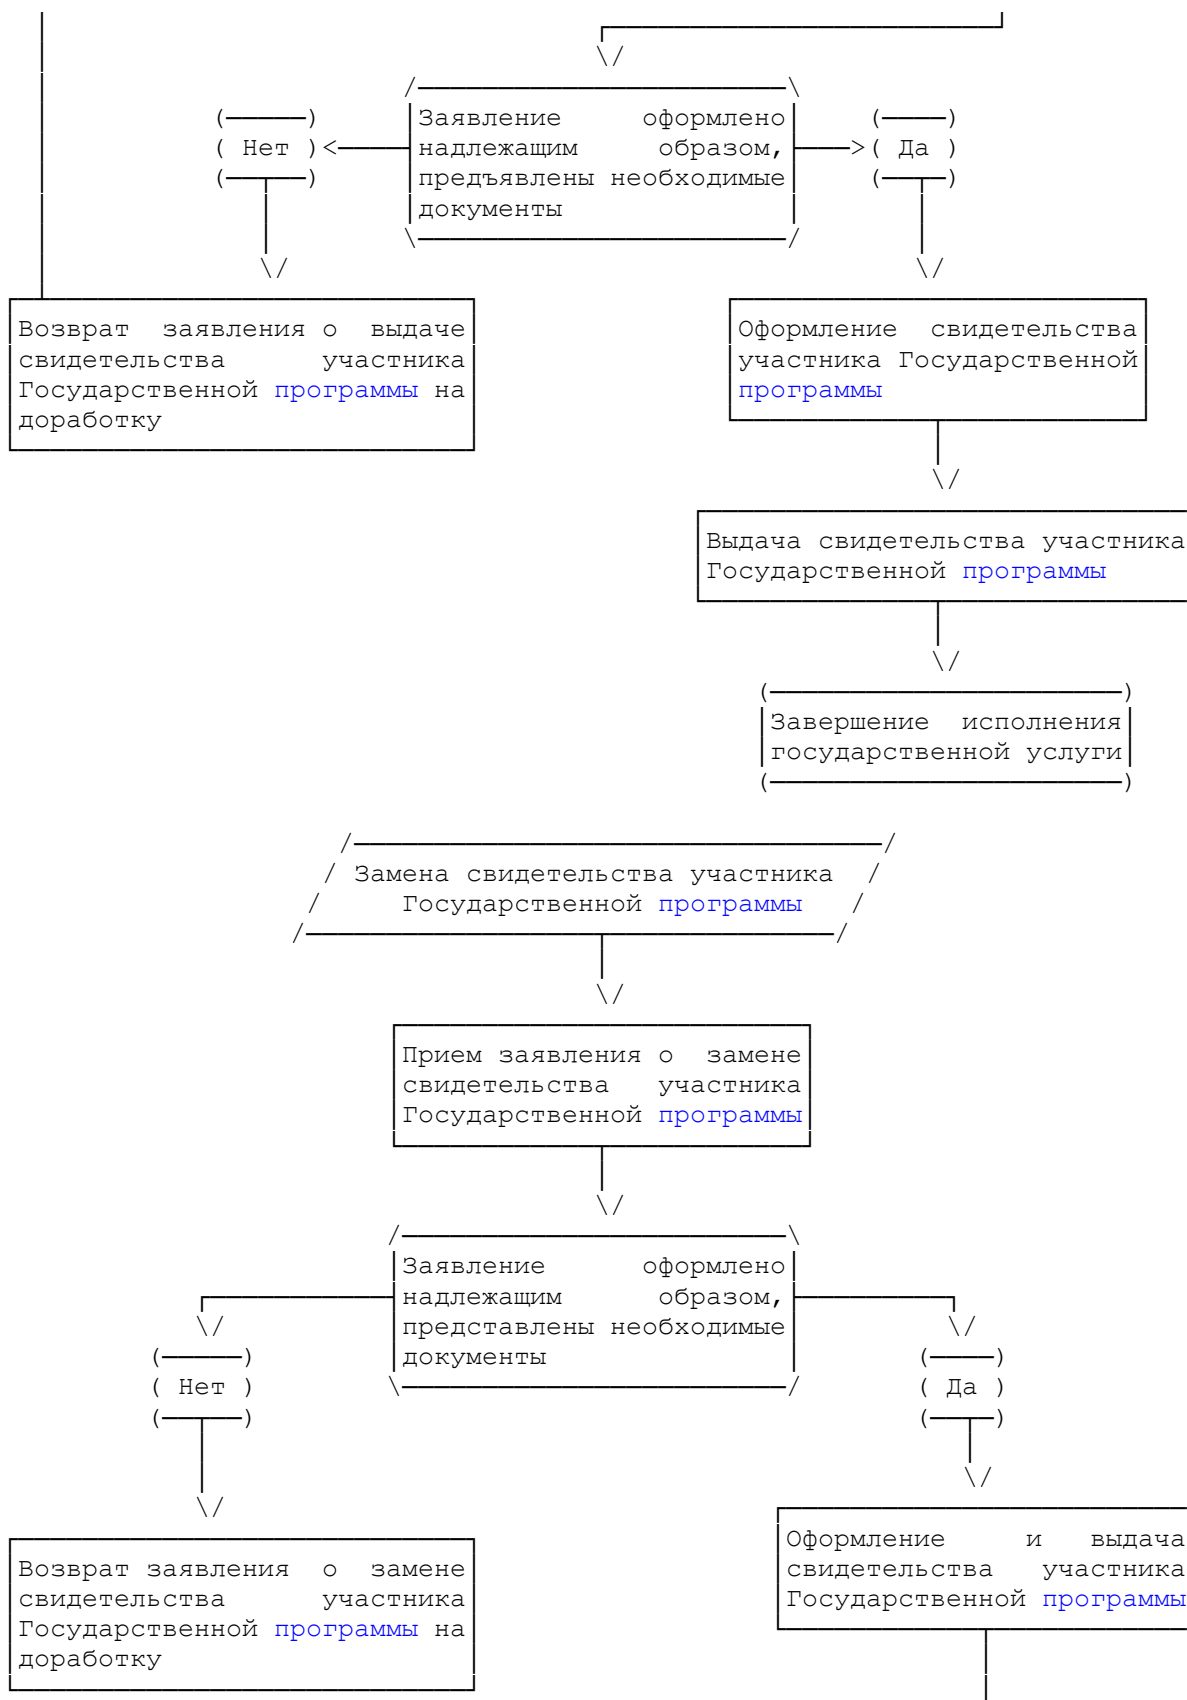 Заявление оформлено
надлежащим образом,
предъявлены необходимые
документы
Нет
Да
Возврат заявления о выдаче
свидетельства участника
Государственной программы на
доработку
Оформление свидетельства
участника Государственной
программы
Выдача свидетельства участника
Государственной программы
Завершение исполнения
государственной услуги
Замена свидетельства участника
Государственной программы
Прием заявления о замене
свидетельства участника
Государственной программы
Заявление оформлено
надлежащим образом,
представлены необходимые
документы
Нет
Да
Возврат заявления о замене
свидетельства участника
Государственной программы на
доработку
Оформление и выдача
свидетельства участника
Государственной программы